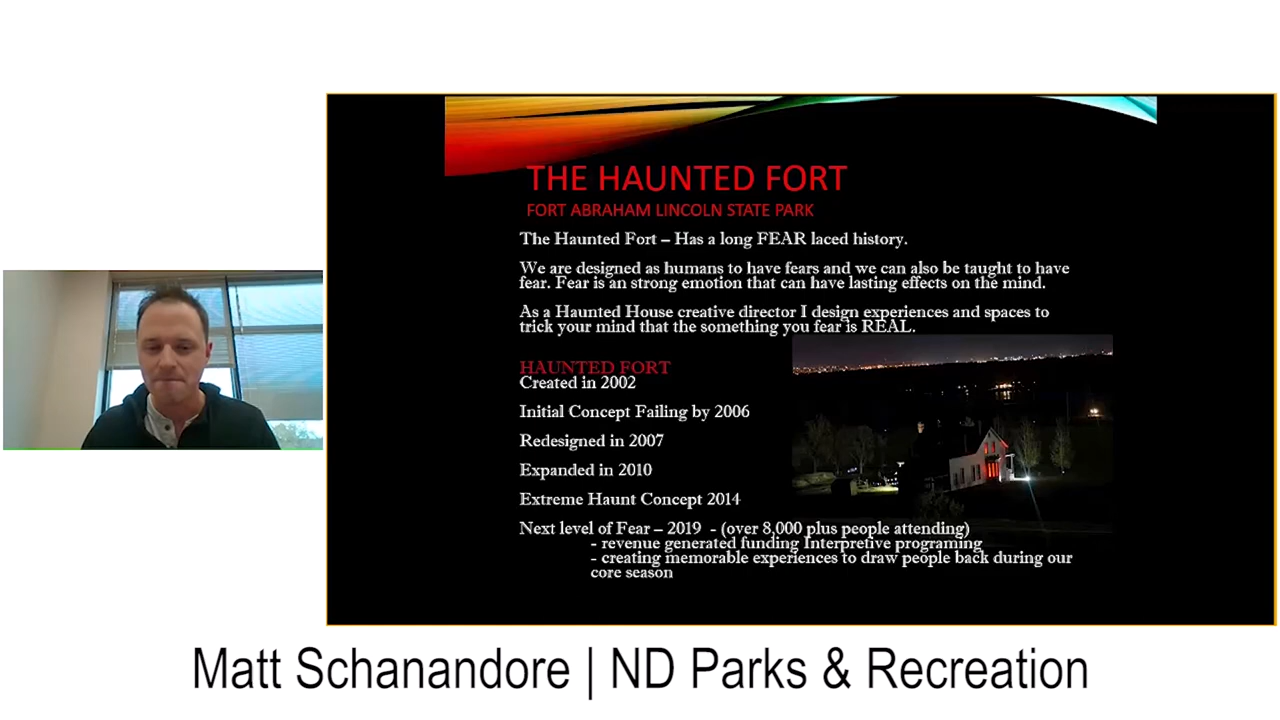 THE HAUNTED FORT
FORT ABRAHAM LINCOLN STATE PARK
The Haunted Fort – Has a long FEAR laced history.
We are designed as humans to have fears and we can also be taught to have
fear. Fear is an strong emotion that can have lasting effects on the mind.
As a Haunted House creative director I design experiences and spaces to
trick your mind that the something you fear is REAL.
HAUNTED FORT
Created in 2002
Initial Concept Failing by 2006
Redesigned in 2007
Expanded in 2010
Extreme Haunt Concept 2014
Next level of Fear – 2019 - (over 8,000 plus people attending)
- revenue generated funding Interpretive programing
- creating memorable experiences to draw people back during our
core season
Matt Schanandore | ND Parks & Recreation